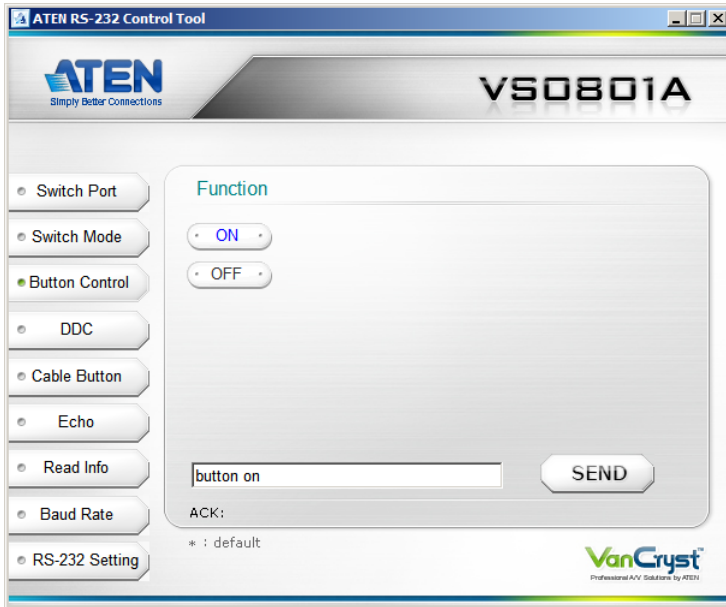 ATEN RS-232 Control Tool
ATEN
Simply Better Connections
VS0801A
Switch Port
Switch Mode
Button Control
DDC
Cable Button
Echo
Read Info
Baud Rate
RS-232 Setting
Function
ON
OFF
button on
SEND
ACK:
* : default
VanCryst™
Professional A/V Solutions by ATEN